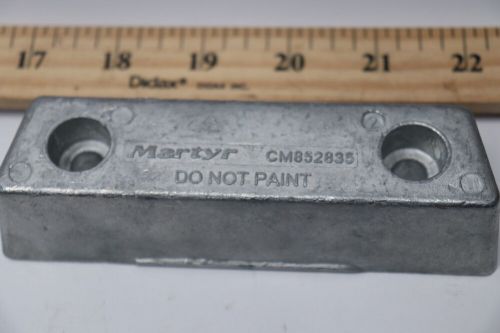 17 18 19 20 21 22
Martyr CM852835
DO NOT PAINT